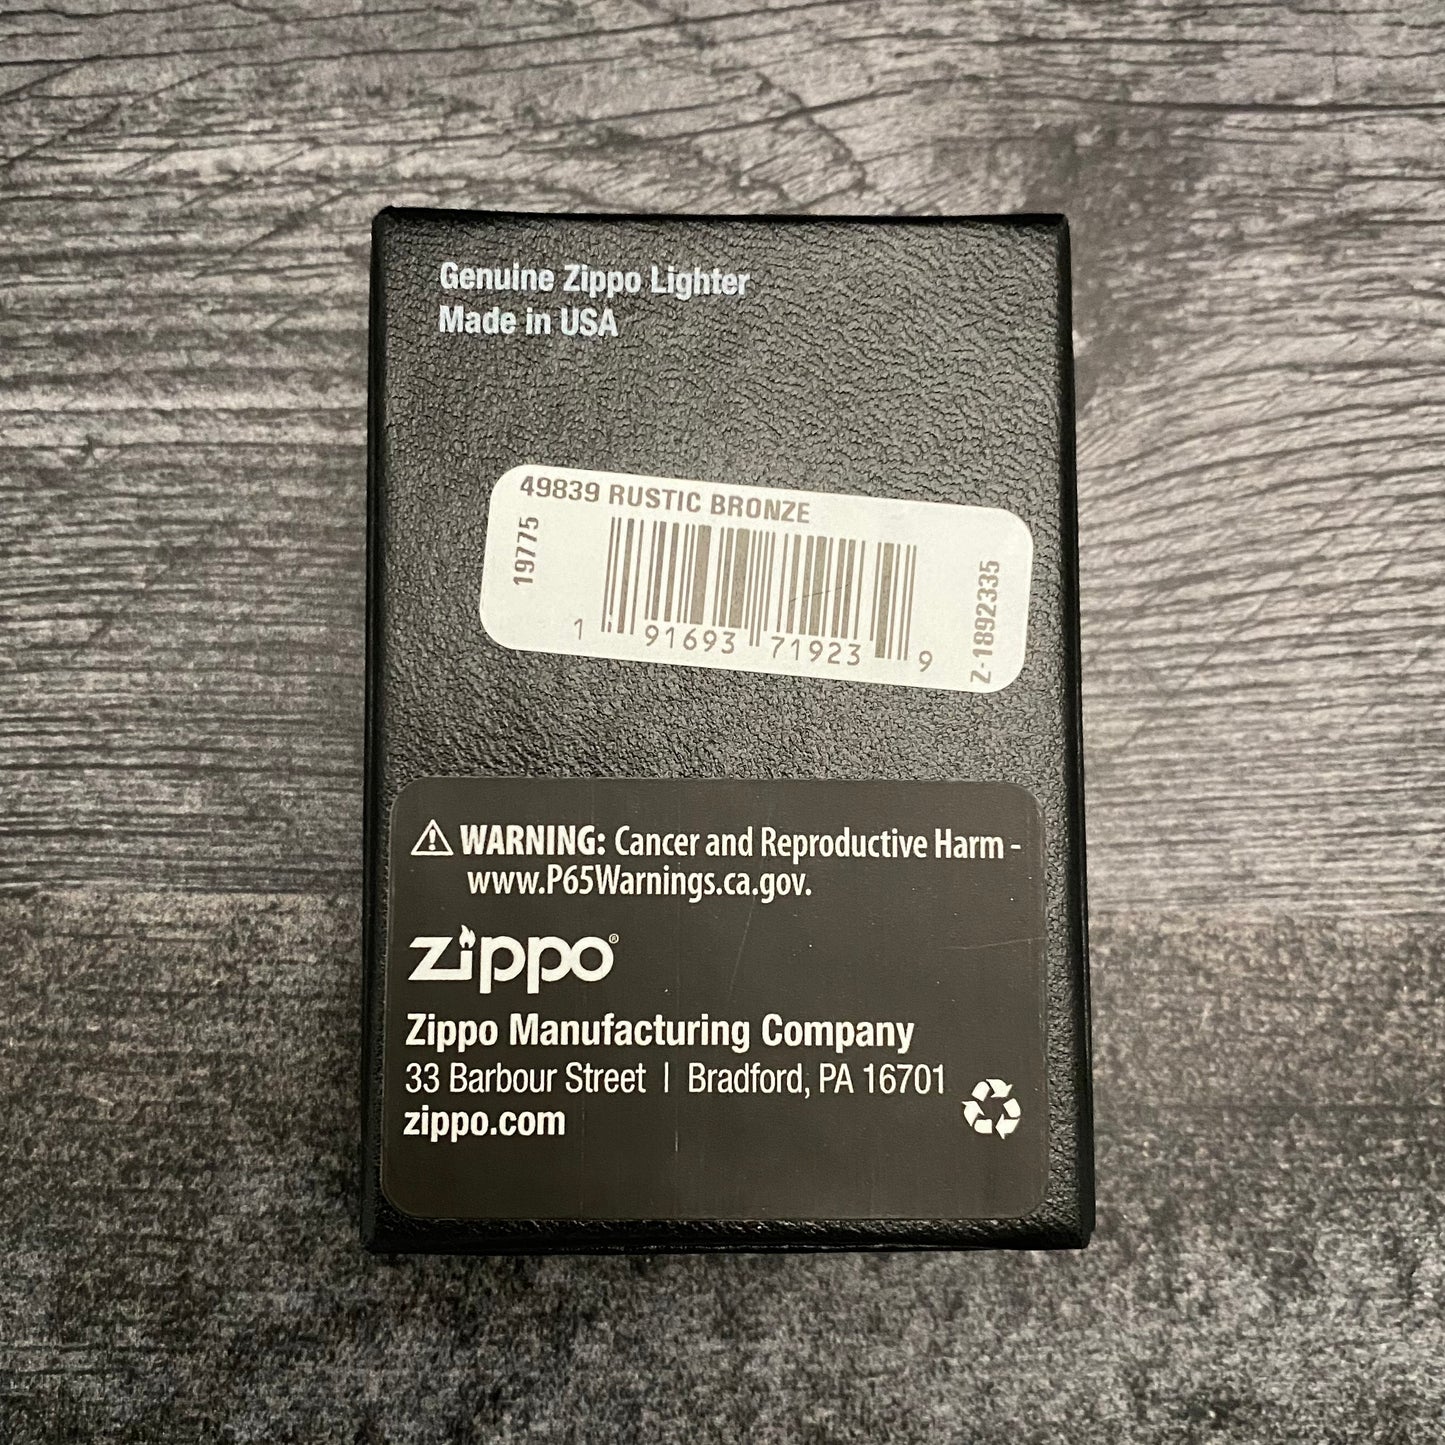 Genuine Zippo Lighter
Made in USA
49839 RUSTIC BRONZE
19775
1 91693 71923 9
Z-1892335
WARNING: Cancer and Reproductive Harm -
www.P65Warnings.ca.gov.
zippo®
Zippo Manufacturing Company
33 Barbour Street | Bradford, PA 16701
zippo.com